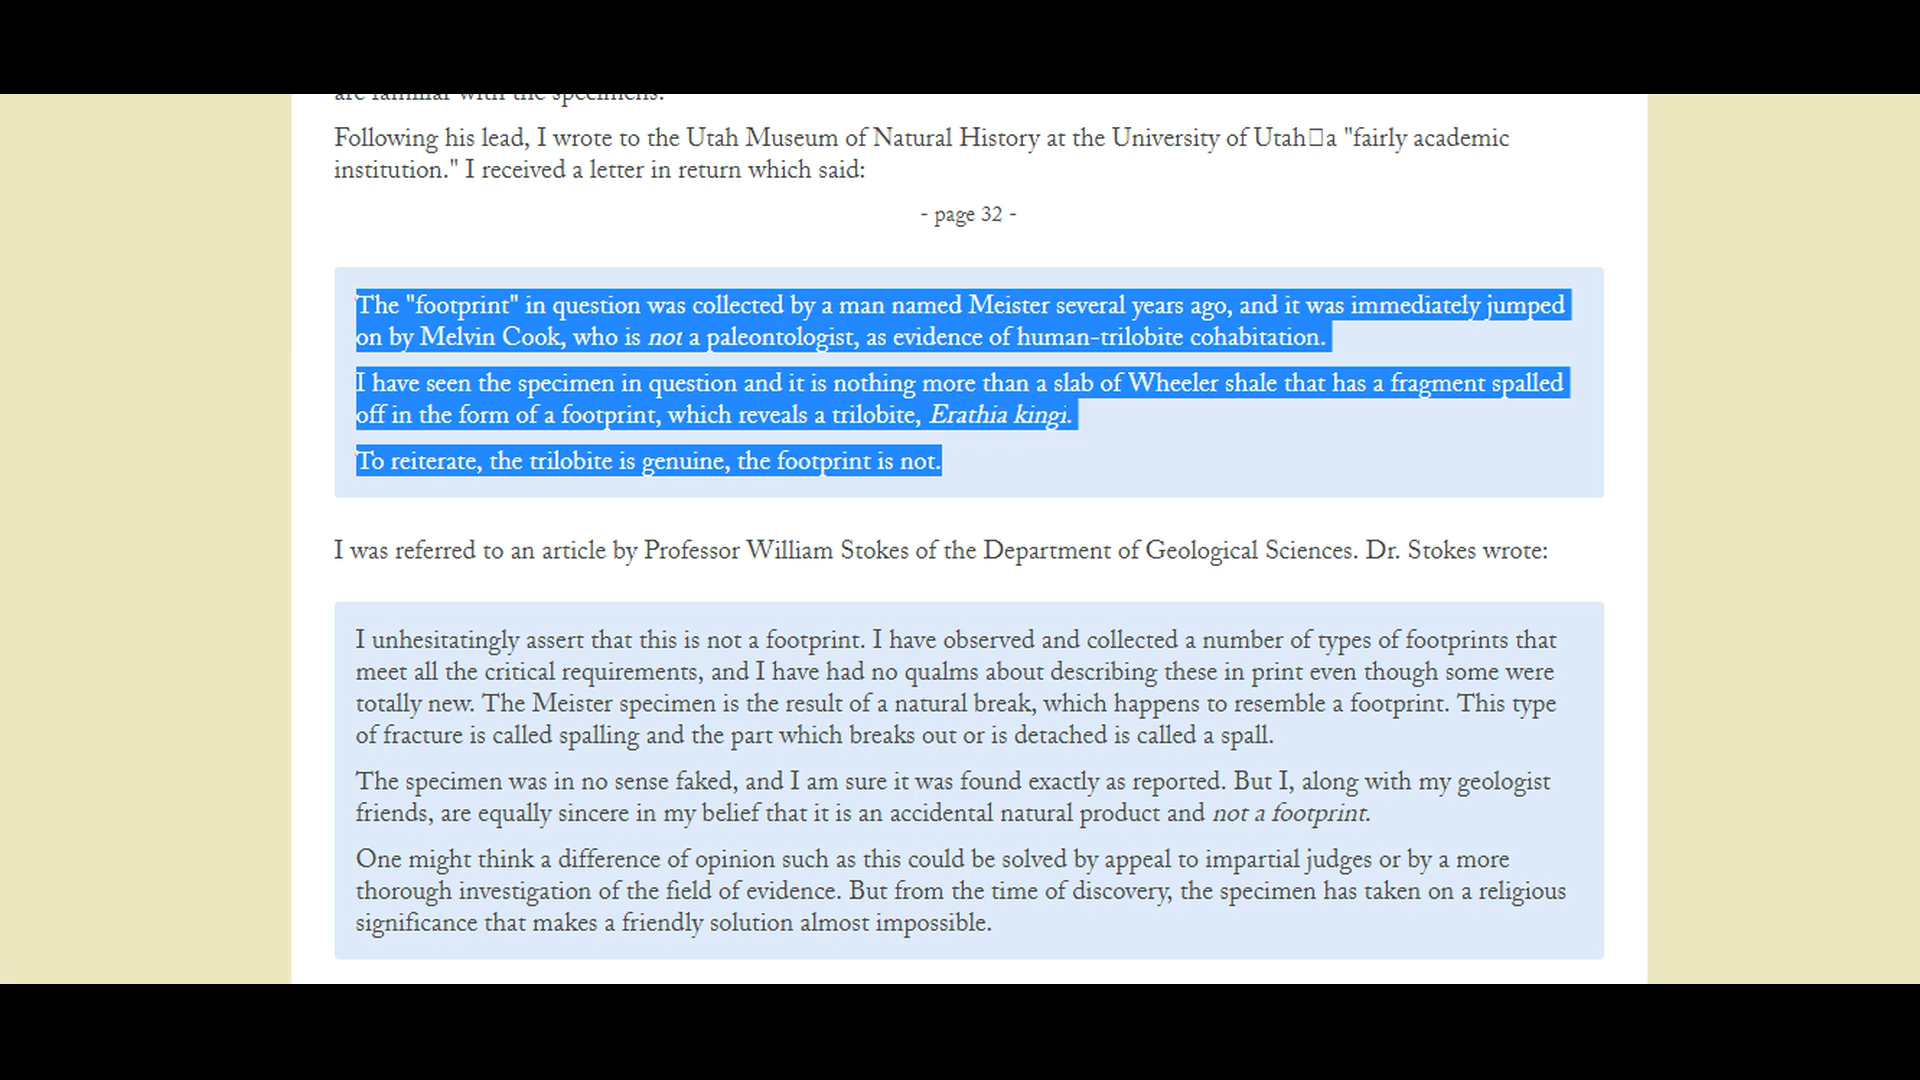 are familiar with the specimens.
Following his lead, I wrote to the Utah Museum of Natural History at the University of Utah□a "fairly academic
institution." I received a letter in return which said:
- page 32 -
The "footprint" in question was collected by a man named Meister several years ago, and it was immediately jumped
on by Melvin Cook, who is not a paleontologist, as evidence of human-trilobite cohabitation.
I have seen the specimen in question and it is nothing more than a slab of Wheeler shale that has a fragment spalled
off in the form of a footprint, which reveals a trilobite, Erathia kingi.
To reiterate, the trilobite is genuine, the footprint is not.
I was referred to an article by Professor William Stokes of the Department of Geological Sciences. Dr. Stokes wrote:
I unhesitatingly assert that this is not a footprint. I have observed and collected a number of types of footprints that
meet all the critical requirements, and I have had no qualms about describing these in print even though some were
totally new. The Meister specimen is the result of a natural break, which happens to resemble a footprint. This type
of fracture is called spalling and the part which breaks out or is detached is called a spall.
The specimen was in no sense faked, and I am sure it was found exactly as reported. But I, along with my geologist
friends, are equally sincere in my belief that it is an accidental natural product and not a footprint.
One might think a difference of opinion such as this could be solved by appeal to impartial judges or by a more
thorough investigation of the field of evidence. But from the time of discovery, the specimen has taken on a religious
significance that makes a friendly solution almost impossible.